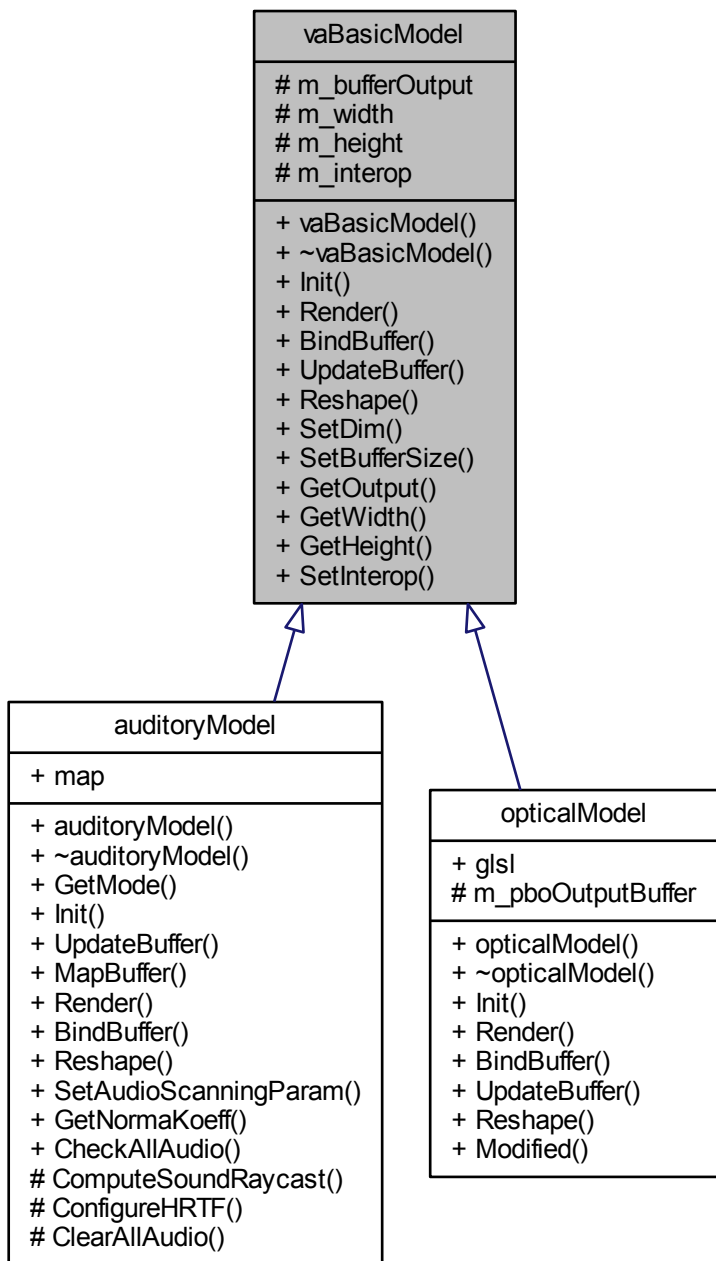 vaBasicModel
# m_bufferOutput
# m_width
# m_height
# m_interop
+ vaBasicModel()
+ ~vaBasicModel()
+ Init()
+ Render()
+ BindBuffer()
+ UpdateBuffer()
+ Reshape()
+ SetDim()
+ SetBufferSize()
+ GetOutput()
+ GetWidth()
+ GetHeight()
+ SetInterop()
auditoryModel
+ map
+ auditoryModel()
+ ~auditoryModel()
+ GetMode()
+ Init()
+ UpdateBuffer()
+ MapBuffer()
+ Render()
+ BindBuffer()
+ Reshape()
+ SetAudioScanningParam()
+ GetNormaKoeff()
+ CheckAllAudio()
# ComputeSoundRaycast()
# ConfigureHRTF()
# ClearAllAudio()
opticalModel
+ glsl
# m_pboOutputBuffer
+ opticalModel()
+ ~opticalModel()
+ Init()
+ Render()
+ BindBuffer()
+ UpdateBuffer()
+ Reshape()
+ Modified()